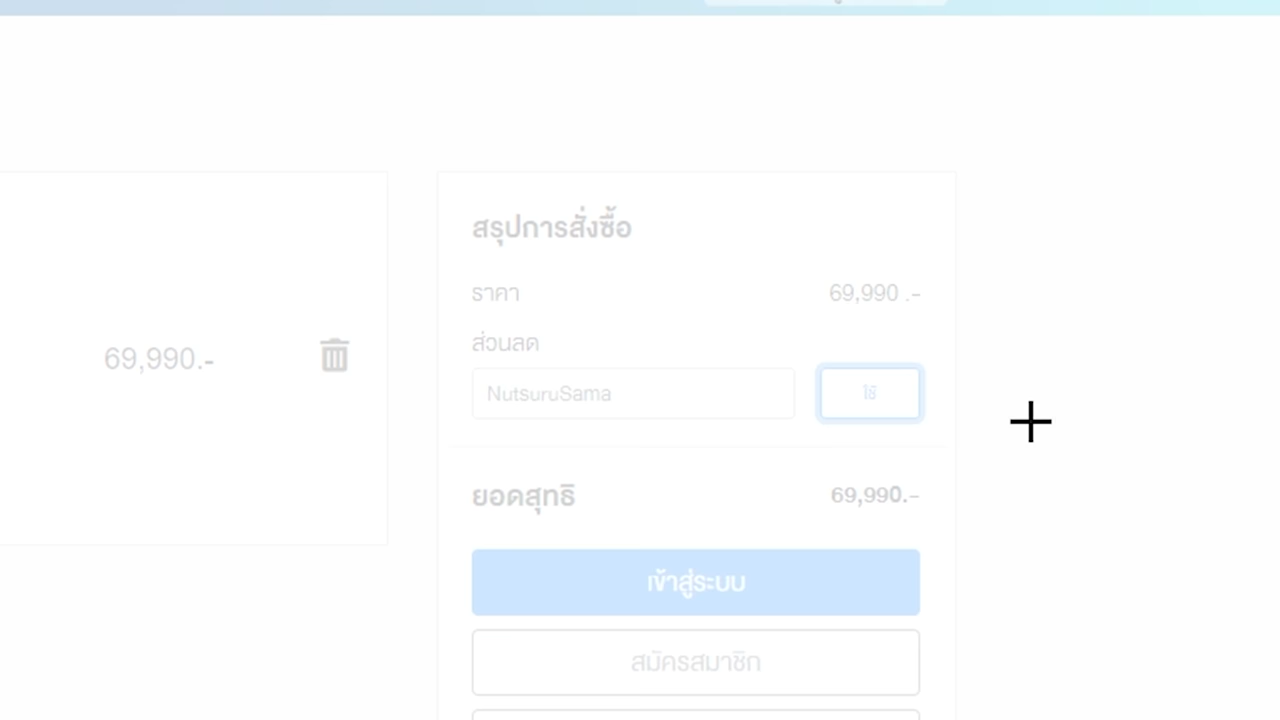 สรุปการสั่งซื้อ
ราคา 69,990 .-
ส่วนลด
69,990.-
NutsuruSama ใช้
ยอดสุทธิ 69,990.-
เข้าสู่ระบบ
สมัครสมาชิก